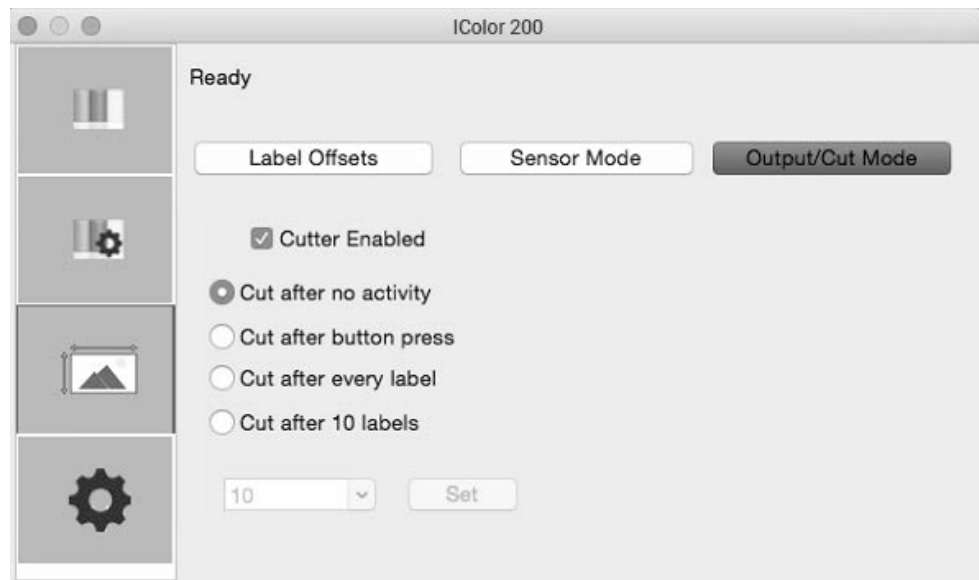 IColor 200
Ready
Label Offsets Sensor Mode Output/Cut Mode
Cutter Enabled
Cut after no activity
Cut after button press
Cut after every label
Cut after 10 labels
10 Set